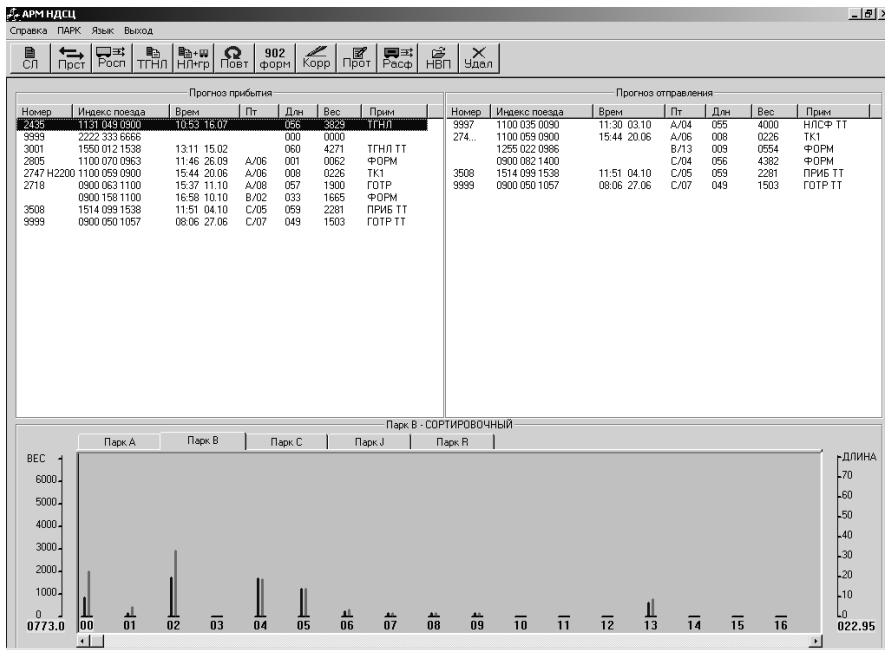 АРМ НДСЦ
Справка ПАРК Язык Выход
СЛ Прст Росп ТГНЛ НЛ+гр Повт 902 форм Корр Прот Расф НВП Удал
Прогноз прибытия
Номер Индекс поезда Врем Пт Длн Вес Прим
2435 1131 049 0900 10:53 16.07 056 3829 ТГНЛ
9999 2222 333 6666 000 0000
3001 1550 012 1538 13:11 15.02 060 4271 ТГНЛ ТТ
2805 1100 070 0963 11:46 26.09 А/06 001 0062 ФОРМ
2747 Н2200 1100 059 0900 15:44 20.06 А/06 008 0226 ТК1
2718 0900 063 1100 15:37 11.10 А/08 057 1900 ГОТР
0900 158 1100 16:58 10.10 В/02 033 1665 ФОРМ
3508 1514 099 1538 11:51 04.10 С/05 059 2281 ПРИБ ТТ
9999 0900 050 1057 08:06 27.06 С/07 049 1503 ГОТР ТТ
Прогноз отправления
Номер Индекс поезда Врем Пт Длн Вес Прим
9997 1100 035 0090 11:30 03.10 А/04 055 4000 НЛСФ ТТ
274... 1100 059 0900 15:44 20.06 А/06 008 0226 ТК1
1255 022 0986 В/13 009 0554 ФОРМ
0900 082 1400 С/04 056 4382 ФОРМ
3508 1514 099 1538 11:51 04.10 С/05 059 2281 ПРИБ ТТ
9999 0900 050 1057 08:06 27.06 С/07 049 1503 ГОТР ТТ
Парк В - СОРТИРОВОЧНЫЙ
Парк А Парк В Парк С Парк J Парк R
ВЕС
6000
5000
4000
3000
2000
1000
0
0773.0
00 01 02 03 04 05 06 07 08 09 10 11 12 13 14 15 16
ДЛИНА
70
60
50
40
30
20
10
0
022.95